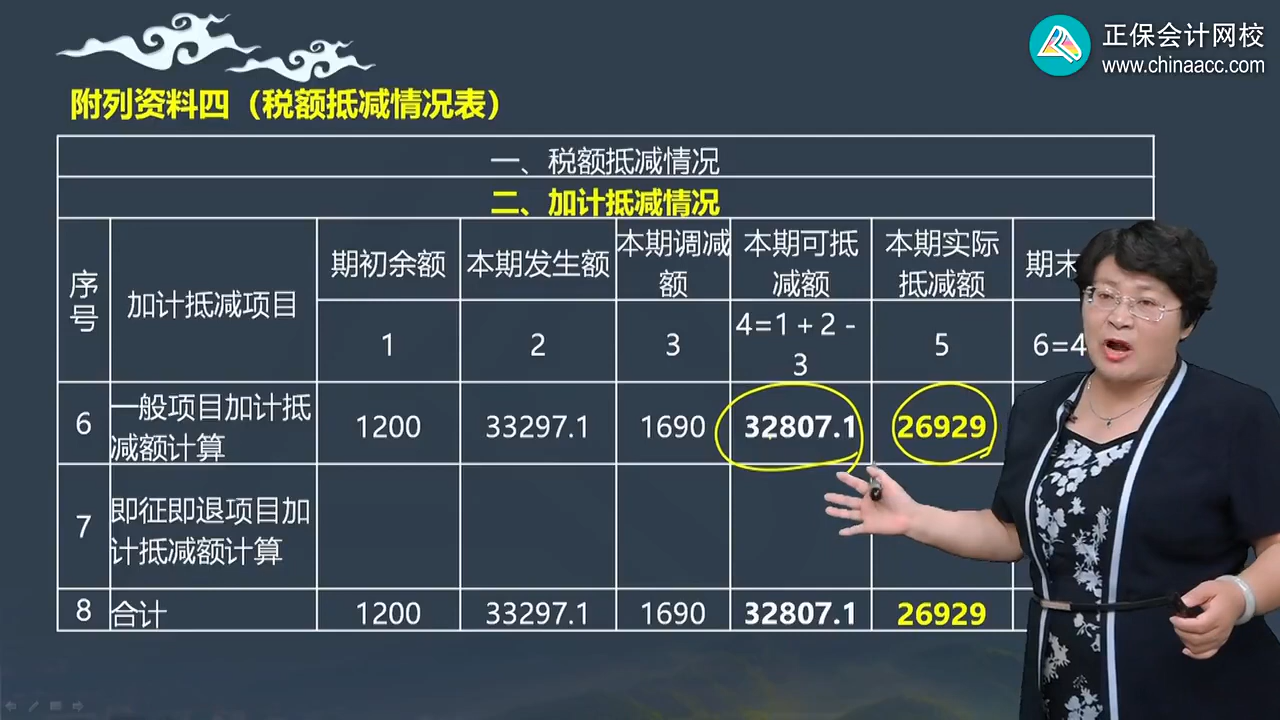 正保会计网校
www.chinaacc.com
附列资料四（税额抵减情况表）
一、税额抵减情况
二、加计抵减情况
序号
加计抵减项目
期初余额
本期发生额
本期调减额
本期可抵减额
本期实际抵减额
期末
1
2
3
4=1+2-3
5
6=4
6
一般项目加计抵减额计算
1200
33297.1
1690
32807.1
26929
7
即征即退项目加计抵减额计算
8
合计
1200
33297.1
1690
32807.1
26929